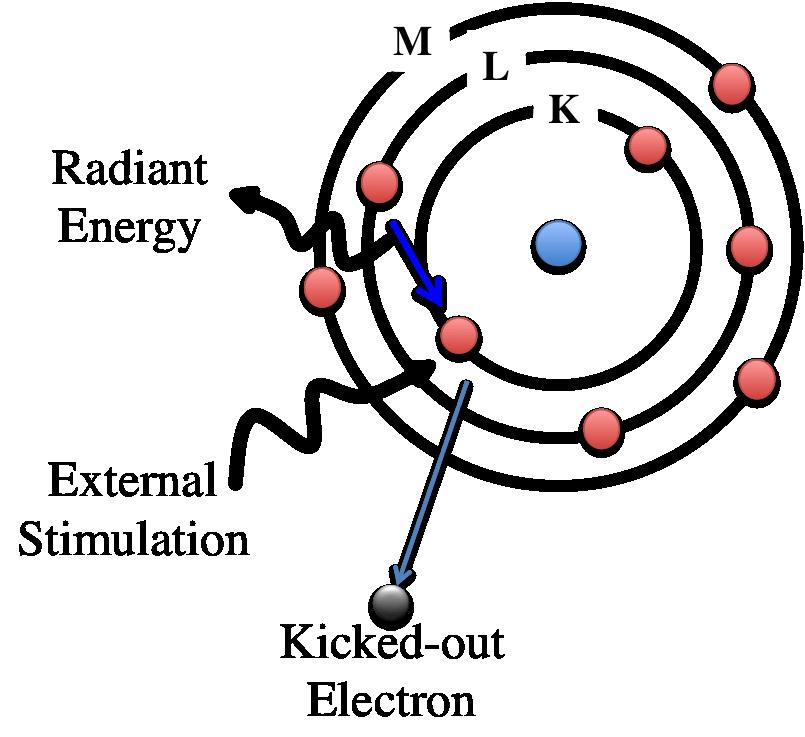 M
L
K
Radiant
Energy
External
Stimulation
Kicked-out
Electron